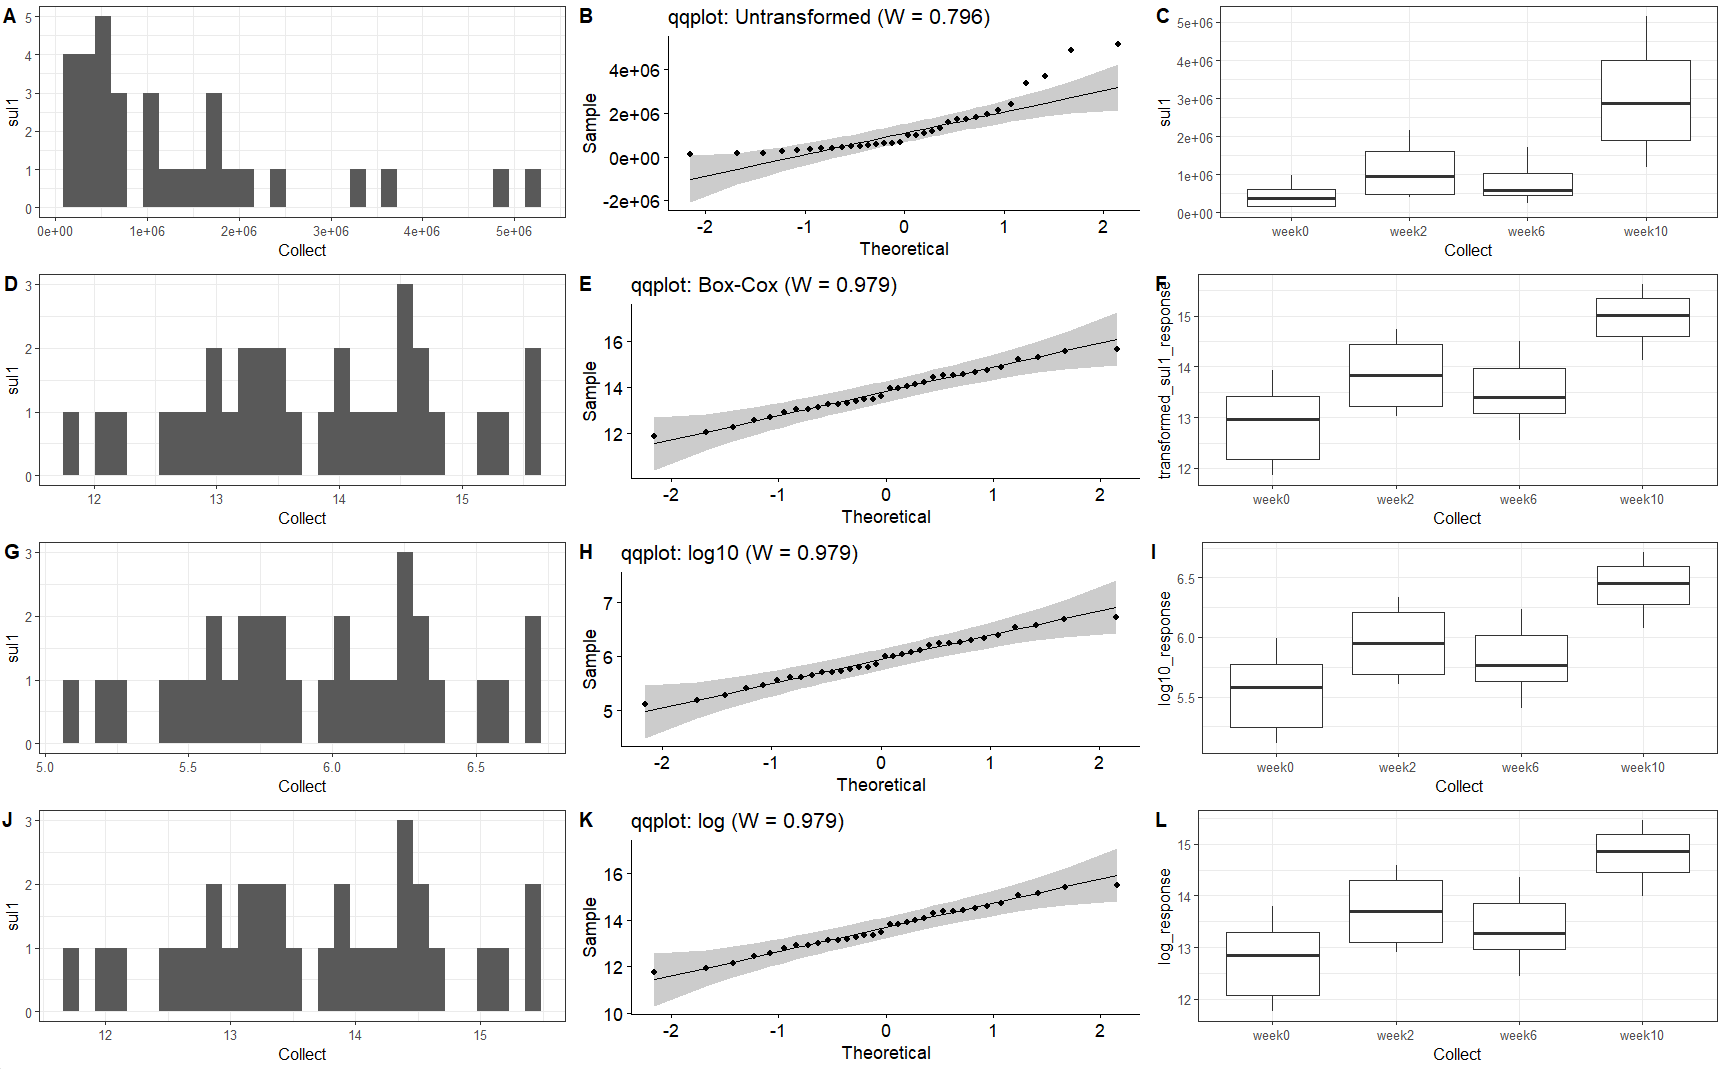 A
sul1
5
4
3
2
1
0
0e+00 1e+06 2e+06 3e+06 4e+06 5e+06
Collect
B
qqplot: Untransformed (W = 0.796)
Sample
4e+06
2e+06
0e+00
-2e+06
-2 -1 0 1 2
Theoretical
C
sul1
5e+06
4e+06
3e+06
2e+06
1e+06
0e+00
week0 week2 week6 week10
Collect
D
sul1
3
2
1
0
12 13 14 15
Collect
E
qqplot: Box-Cox (W = 0.979)
Sample
16
14
12
-2 -1 0 1 2
Theoretical
F
transformed_sul1_response
15
14
13
12
week0 week2 week6 week10
Collect
G
sul1
3
2
1
0
5.0 5.5 6.0 6.5
Collect
H
qqplot: log10 (W = 0.979)
Sample
7
6
5
-2 -1 0 1 2
Theoretical
I
log10_response
6.5
6.0
5.5
week0 week2 week6 week10
Collect
J
sul1
3
2
1
0
12 13 14 15
Collect
K
qqplot: log (W = 0.979)
Sample
16
14
12
10
-2 -1 0 1 2
Theoretical
L
log_response
15
14
13
12
week0 week2 week6 week10
Collect